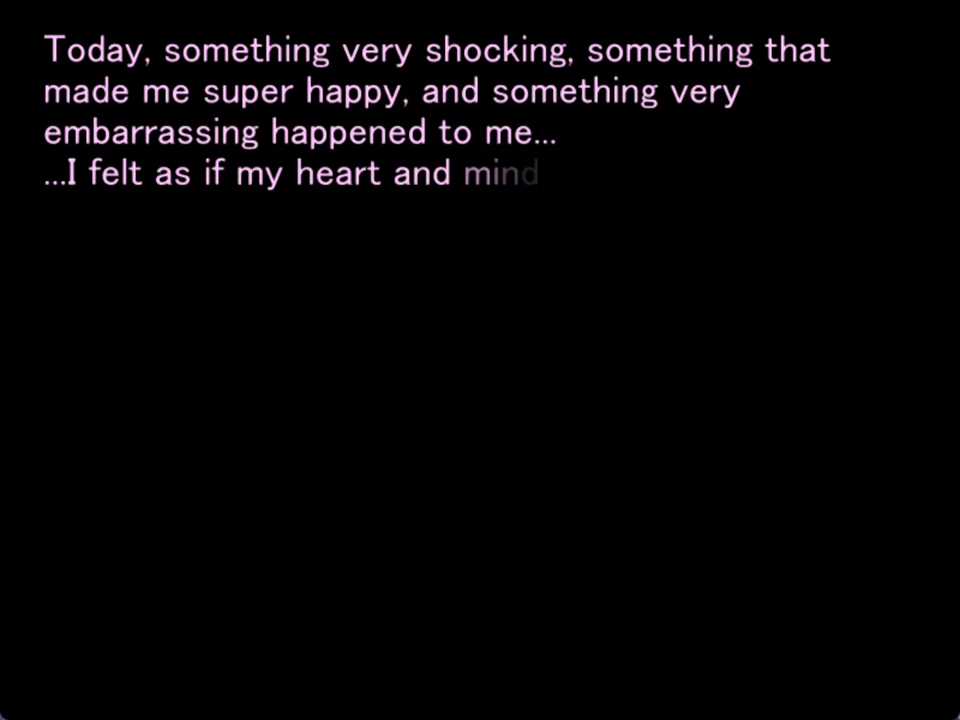 Today, something very shocking, something that
made me super happy, and something very
embarrassing happened to me...
...I felt as if my heart and mind